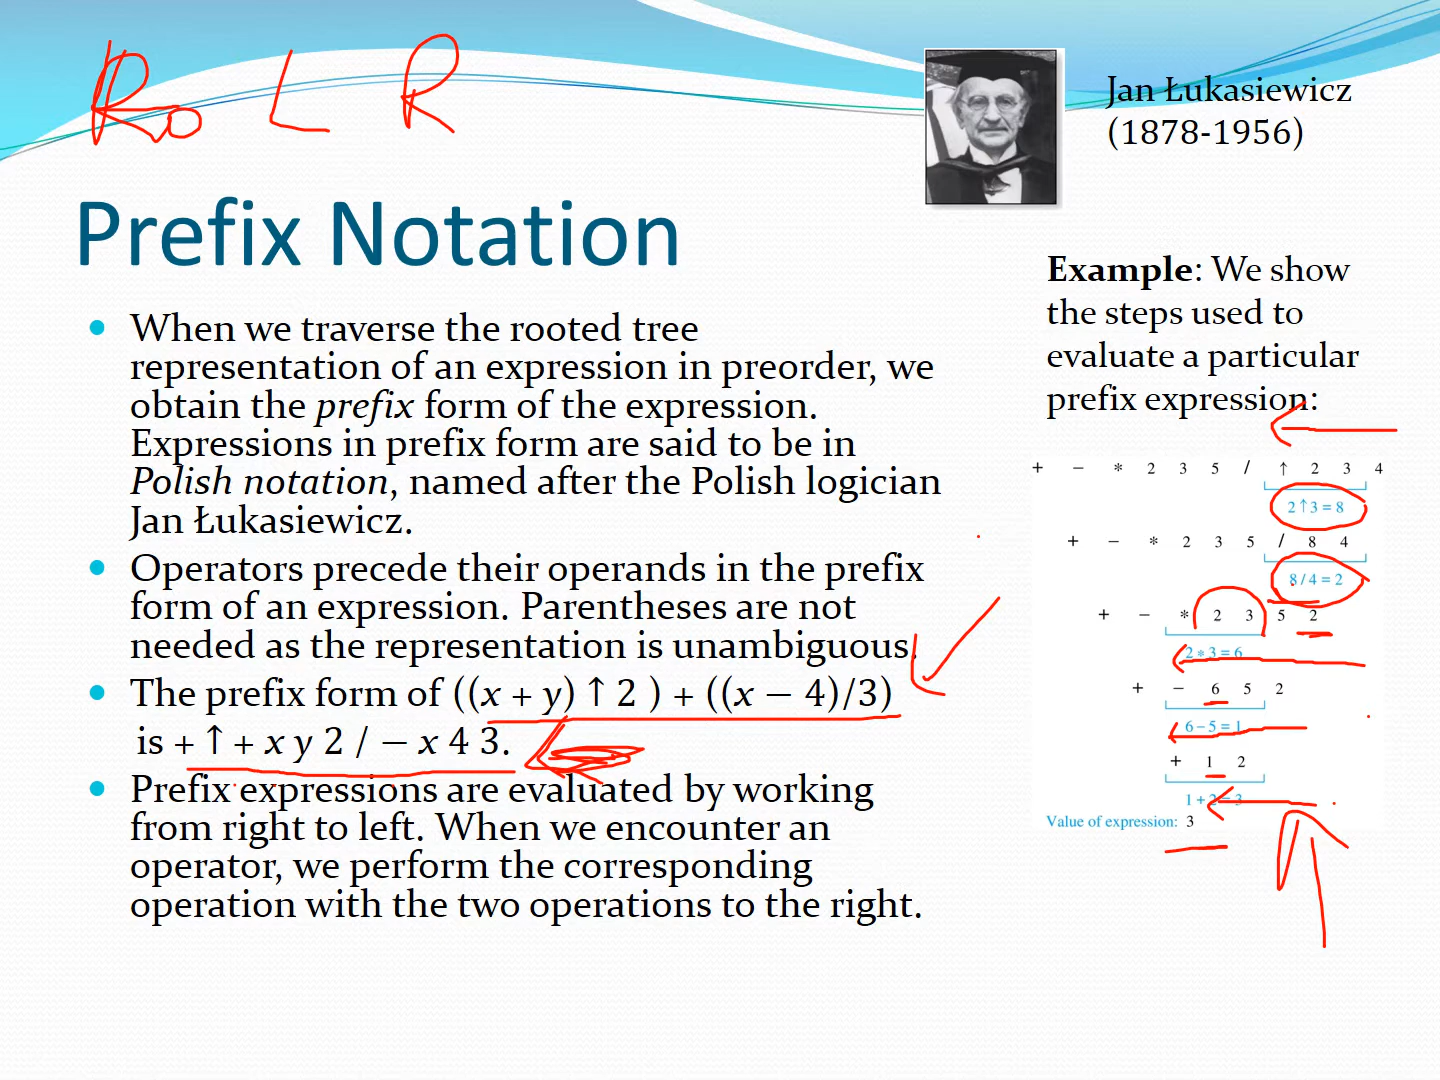 Ro L R
Jan Łukasiewicz
(1878-1956)
Prefix Notation
• When we traverse the rooted tree
representation of an expression in preorder, we
obtain the prefix form of the expression.
Expressions in prefix form are said to be in
Polish notation, named after the Polish logician
Jan Łukasiewicz.
• Operators precede their operands in the prefix
form of an expression. Parentheses are not
needed as the representation is unambiguous.
• The prefix form of ((x + y) ↑ 2 ) + ((x − 4)/3)
is + ↑ + x y 2 / − x 4 3.
• Prefix expressions are evaluated by working
from right to left. When we encounter an
operator, we perform the corresponding
operation with the two operations to the right.
Example: We show
the steps used to
evaluate a particular
prefix expression:
+ − * 2 3 5 / ↑ 2 3 4
2 ↑ 3 = 8
+ − * 2 3 5 / 8 4
8 / 4 = 2
+ − * 2 3 5 2
2 * 3 = 6
+ − 6 5 2
6 − 5 = 1
+ 1 2
1 + 2 = 3
Value of expression: 3